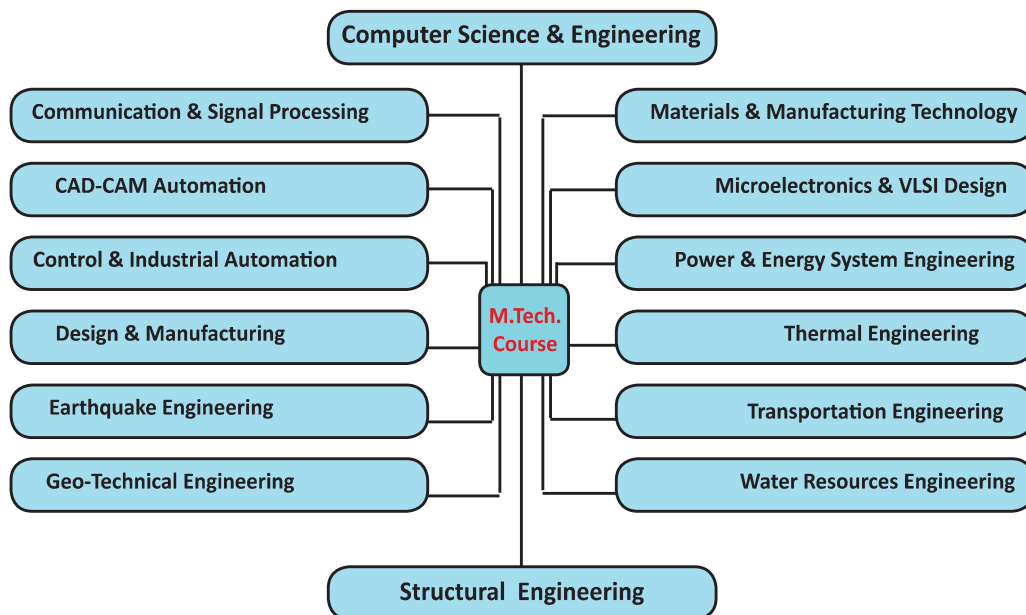 Computer Science & Engineering
Communication & Signal Processing
CAD-CAM Automation
Control & Industrial Automation
Design & Manufacturing
Earthquake Engineering
Geo-Technical Engineering
M.Tech.
Course
Materials & Manufacturing Technology
Microelectronics & VLSI Design
Power & Energy System Engineering
Thermal Engineering
Transportation Engineering
Water Resources Engineering
Structural Engineering